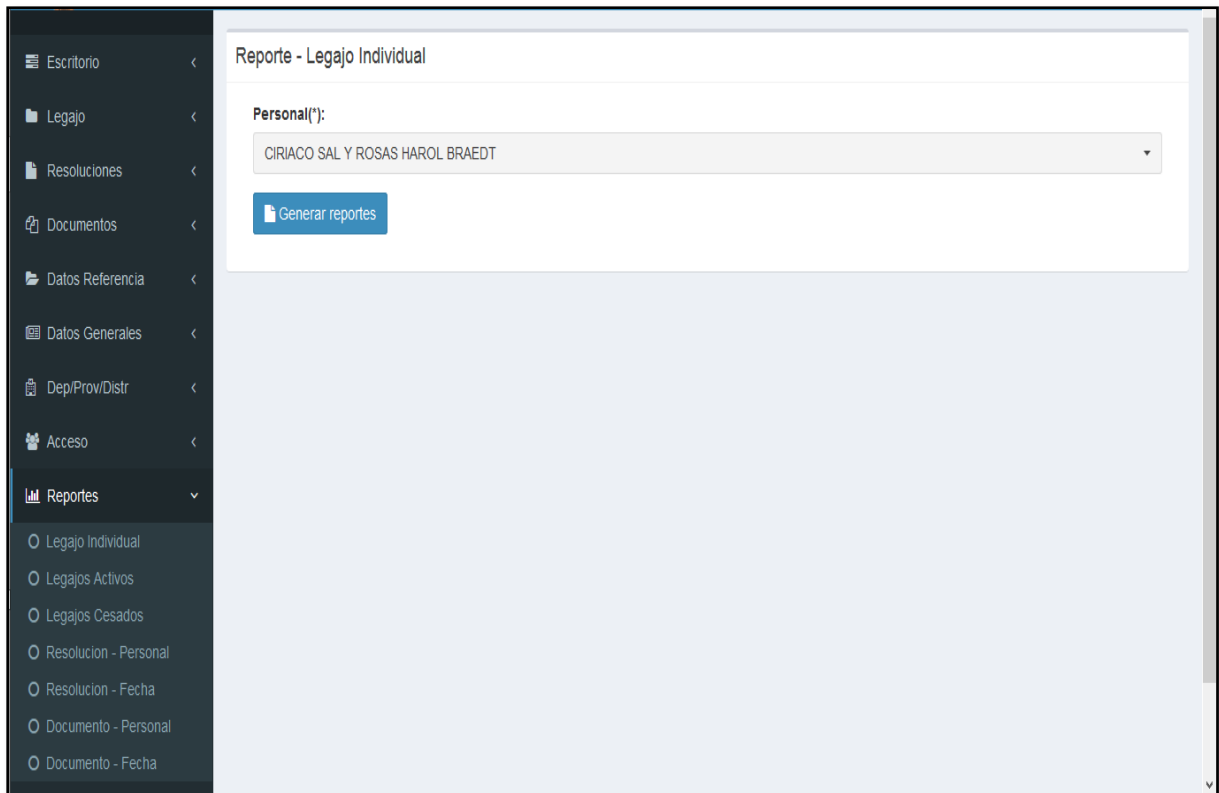 Escritorio
Legajo
Resoluciones
Documentos
Datos Referencia
Datos Generales
Dep/Prov/Distr
Acceso
Reportes
Legajo Individual
Legajos Activos
Legajos Cesados
Resolucion - Personal
Resolucion - Fecha
Documento - Personal
Documento - Fecha
Reporte - Legajo Individual
Personal(*):
CIRIACO SAL Y ROSAS HAROL BRAEDT
Generar reportes